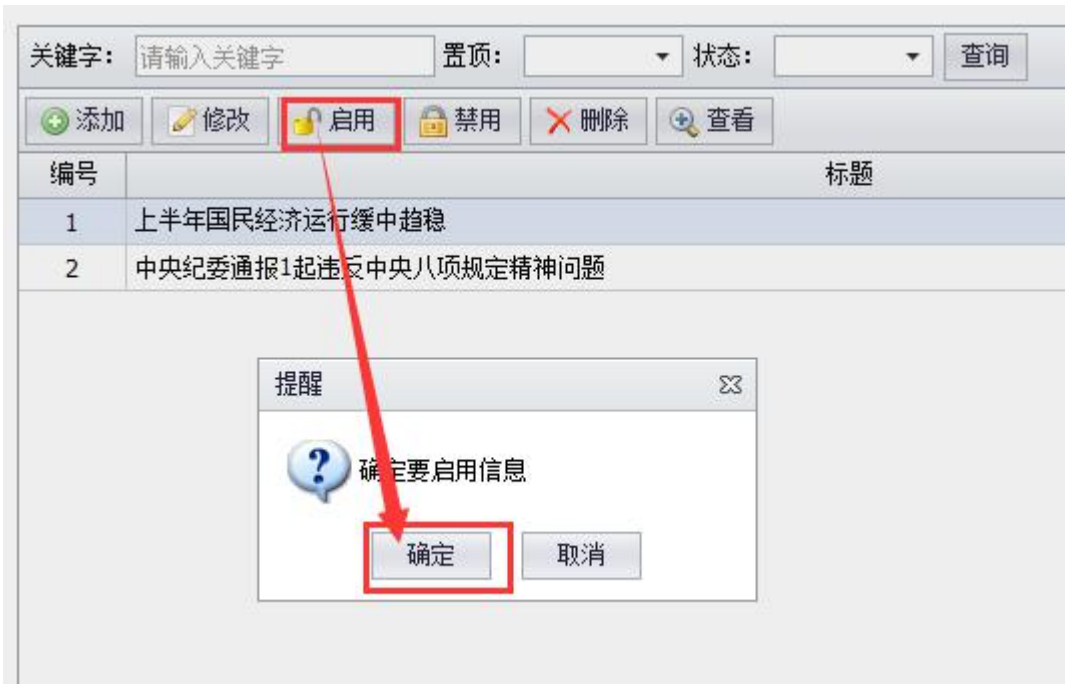 关键字： 请输入关键字 置顶： 状态： 查询
添加 修改 启用 禁用 删除 查看
编号 标题
1 上半年国民经济运行缓中趋稳
2 中央纪委通报1起违反中央八项规定精神问题
提醒
确定要启用信息
确定 取消